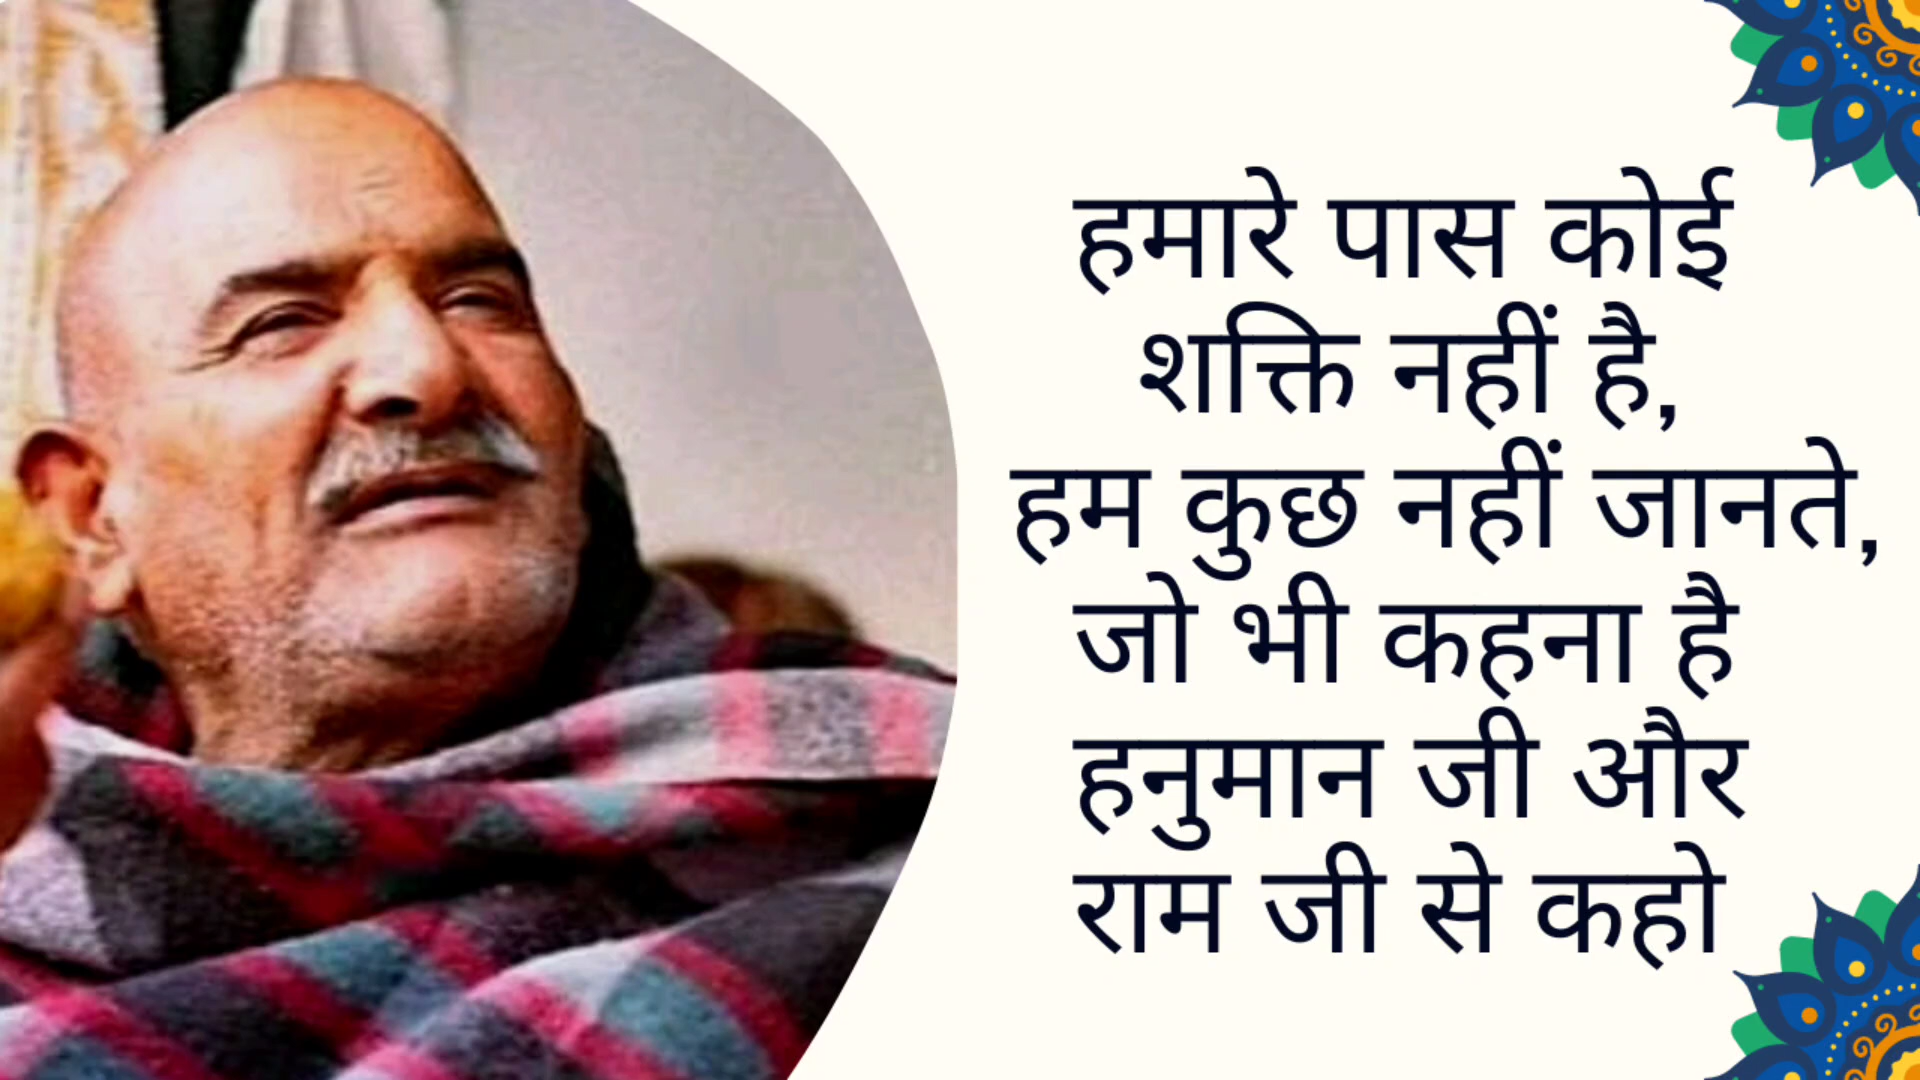 हमारे पास कोई
शक्ति नहीं है,
हम कुछ नहीं जानते,
जो भी कहना है
हनुमान जी और
राम जी से कहो